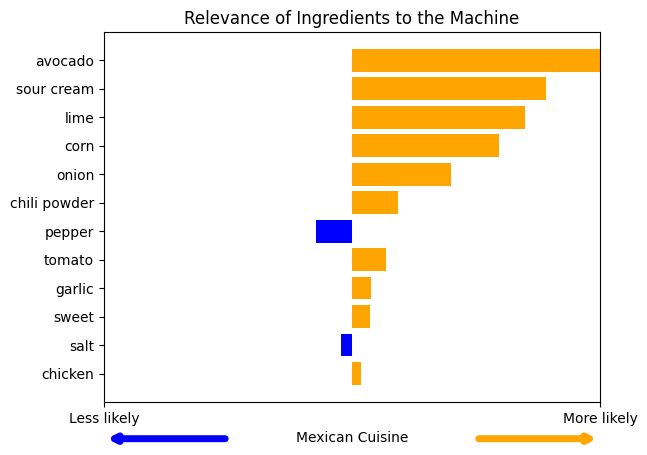 Relevance of Ingredients to the Machine
avocado
sour cream
lime
corn
onion
chili powder
pepper
tomato
garlic
sweet
salt
chicken
Less likely
More likely
Mexican Cuisine